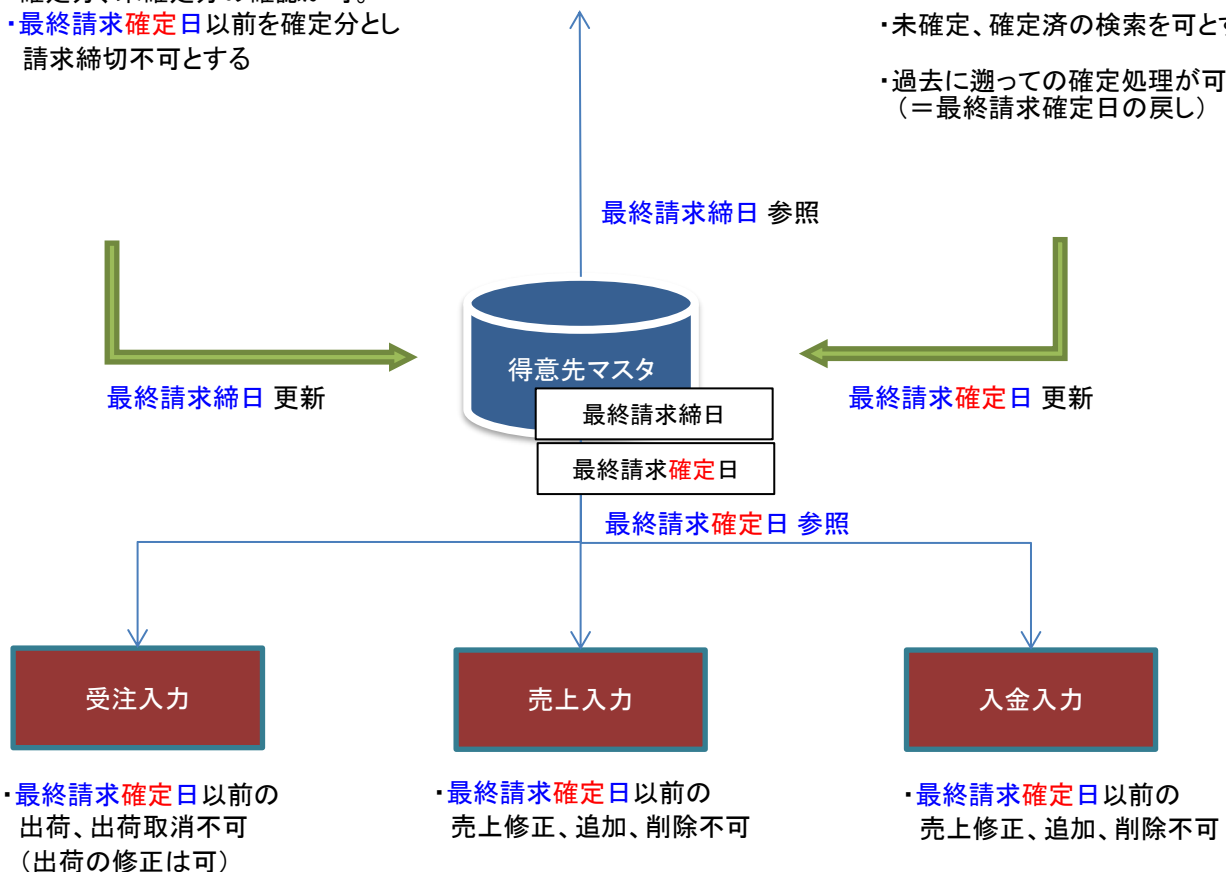 ・最終請求確定日以前を確定分とし
請求締切不可とする
・未確定、確定済の検索を可とす
・過去に遡っての確定処理が可
（＝最終請求確定日の戻し）
最終請求締日 参照
得意先マスタ
最終請求締日 更新
最終請求確定日 更新
最終請求締日
最終請求確定日
最終請求確定日 参照
受注入力
売上入力
入金入力
・最終請求確定日以前の
出荷、出荷取消不可
（出荷の修正は可）
・最終請求確定日以前の
売上修正、追加、削除不可
・最終請求確定日以前の
売上修正、追加、削除不可